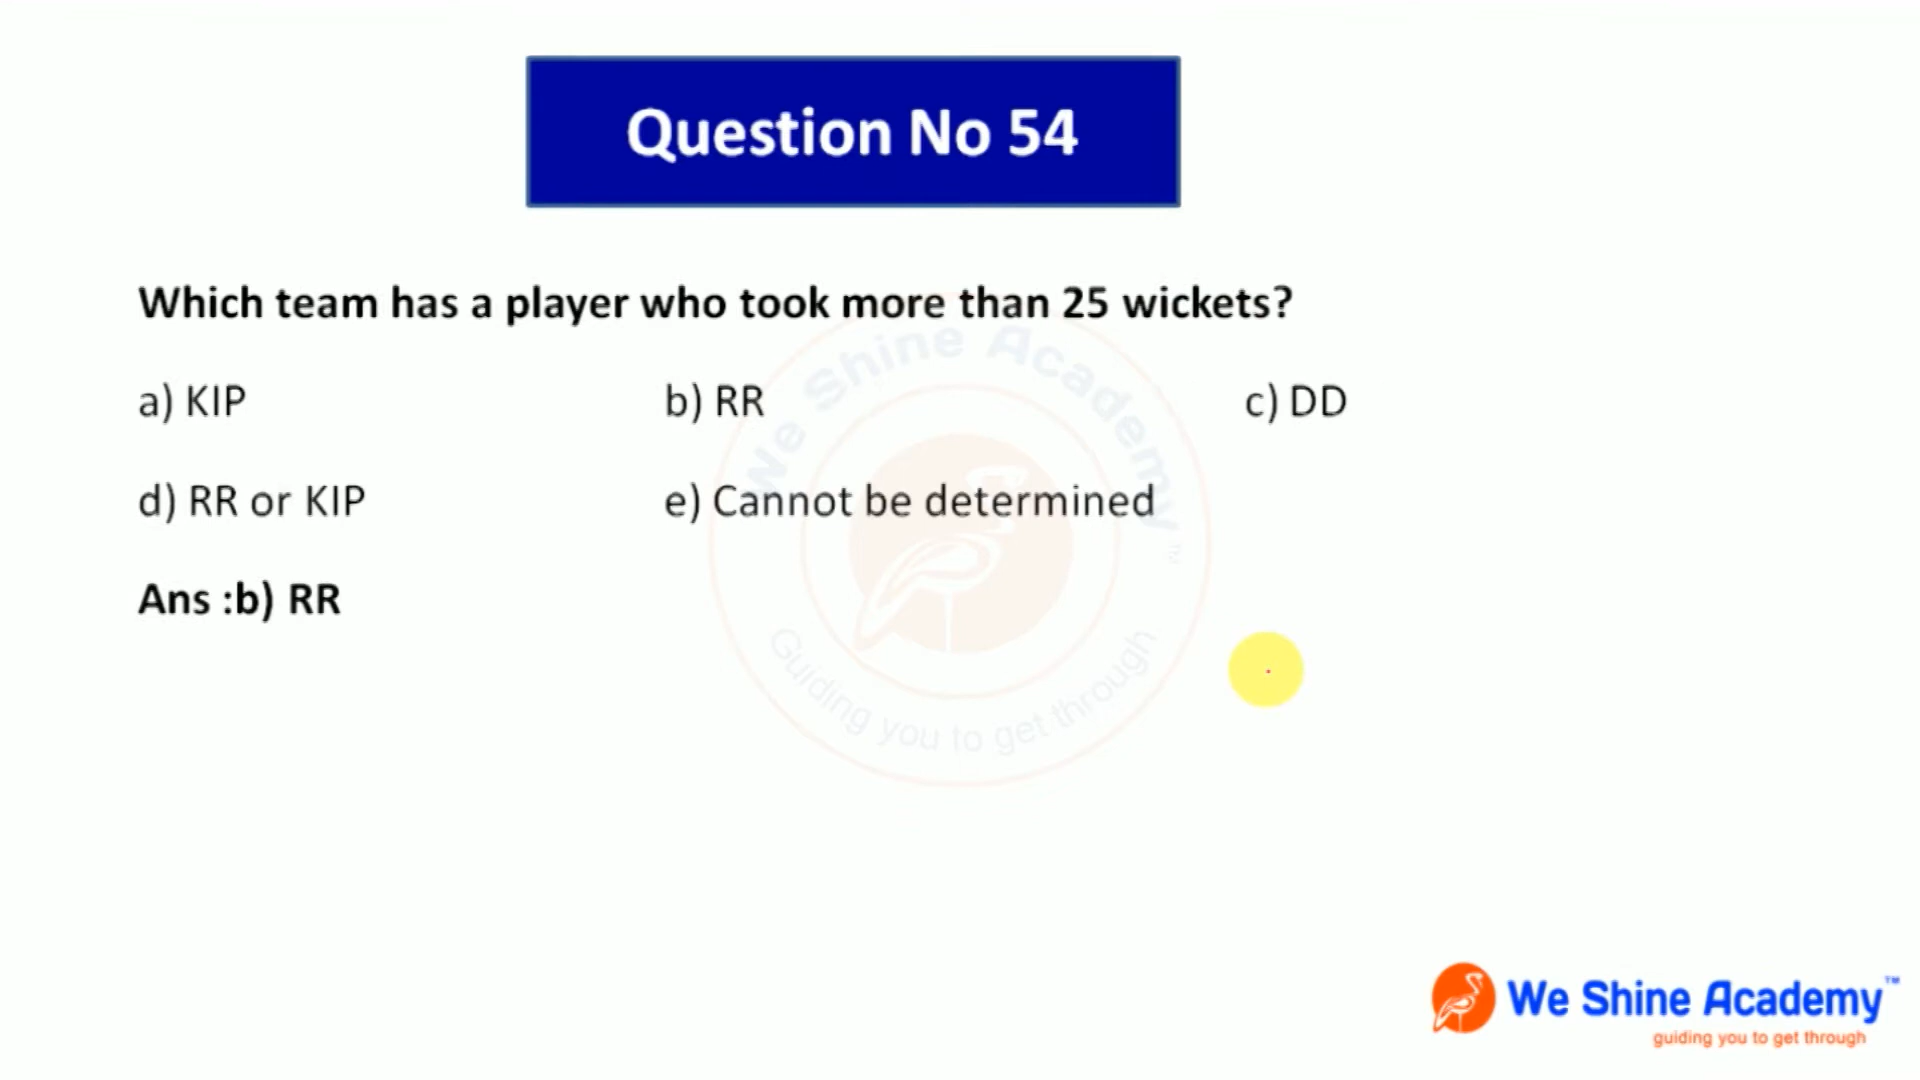 Question No 54
Which team has a player who took more than 25 wickets?
a) KIP b) RR c) DD
d) RR or KIP e) Cannot be determined
Ans :b) RR
We Shine Academy™
Guiding you to get through
We Shine Academy™
guiding you to get through